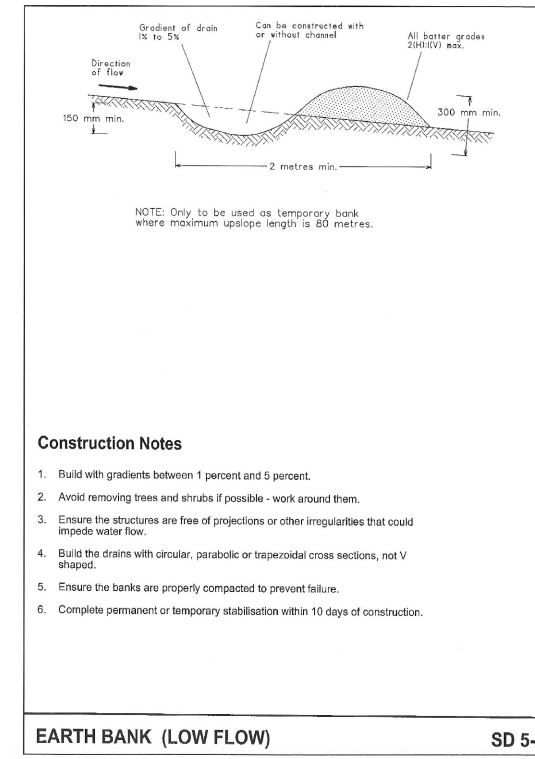 Gradient of drain
1% to 5%
Can be constructed with
or without channel
All batter grades
2(H):1(V) max.
Direction
of flow
150 mm min.
300 mm min.
2 metres min.
NOTE: Only to be used as temporary bank
where maximum upslope length is 80 metres.
Construction Notes
1. Build with gradients between 1 percent and 5 percent.
2. Avoid removing trees and shrubs if possible - work around them.
3. Ensure the structures are free of projections or other irregularities that could
impede water flow.
4. Build the drains with circular, parabolic or trapezoidal cross sections, not V
shaped.
5. Ensure the banks are properly compacted to prevent failure.
6. Complete permanent or temporary stabilisation within 10 days of construction.
EARTH BANK (LOW FLOW)
SD 5-